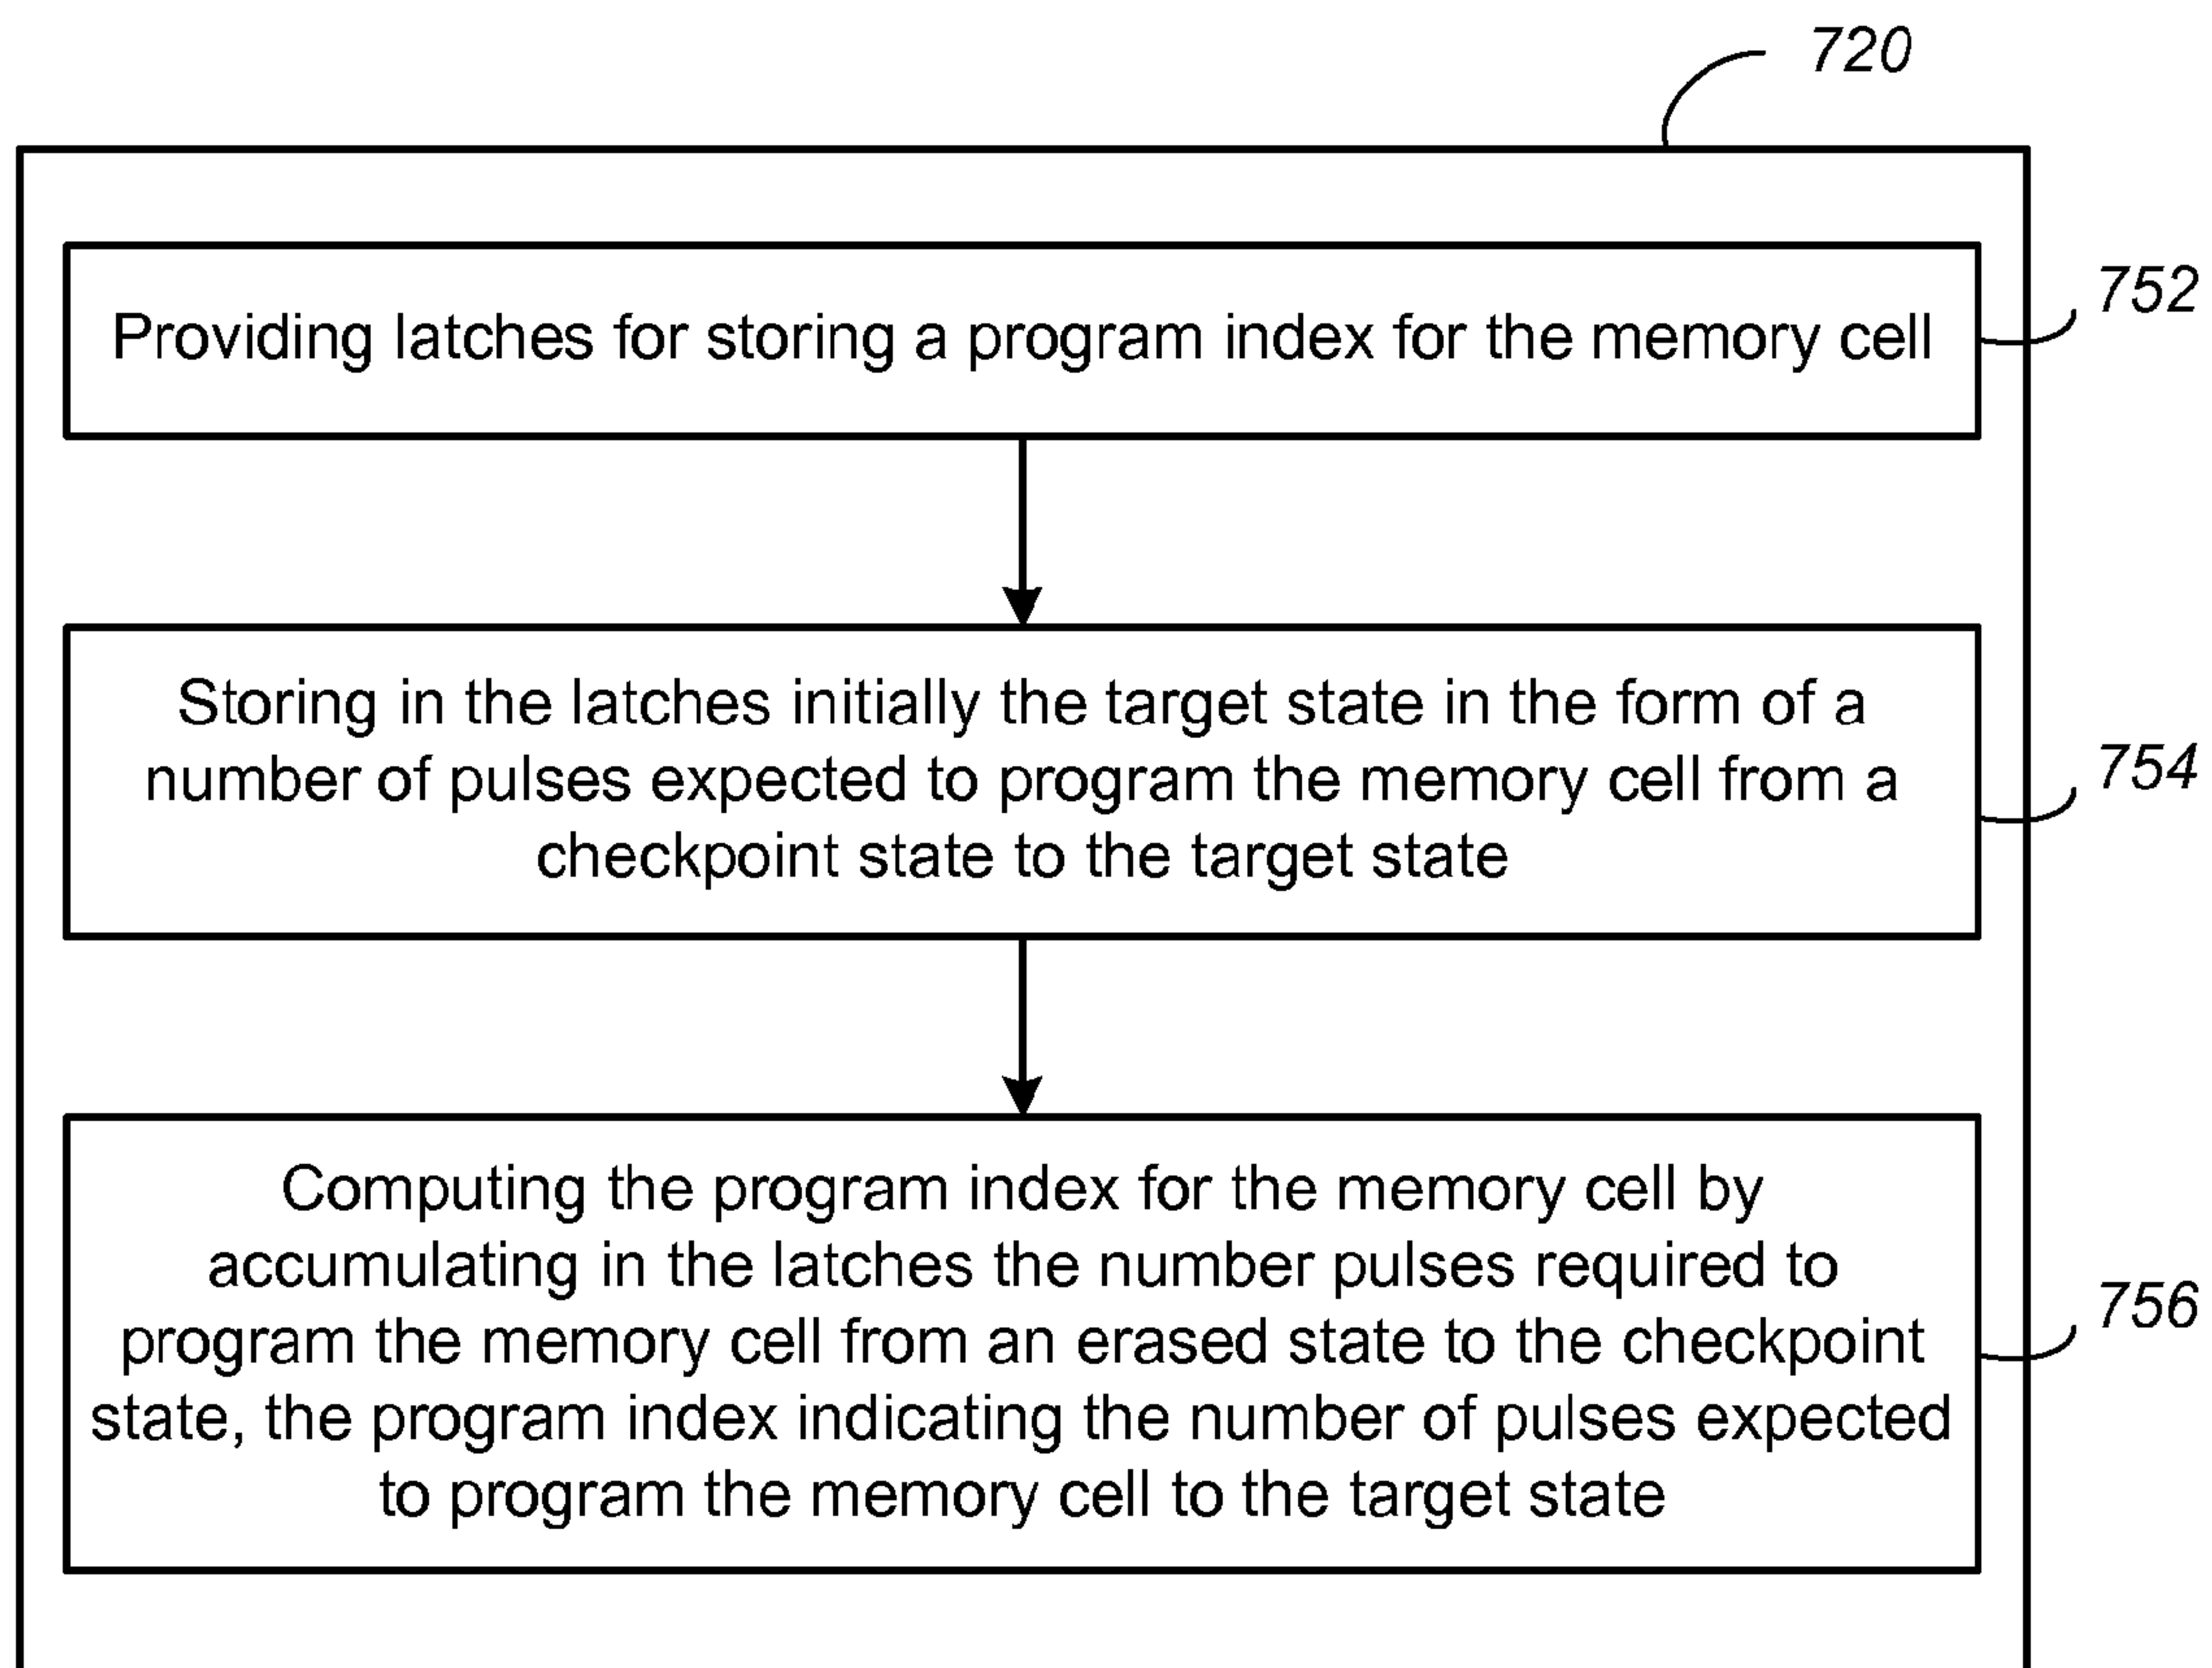 720
Providing latches for storing a program index for the memory cell
752
Storing in the latches initially the target state in the form of a
number of pulses expected to program the memory cell from a
checkpoint state to the target state
754
Computing the program index for the memory cell by
accumulating in the latches the number pulses required to
program the memory cell from an erased state to the checkpoint
state, the program index indicating the number of pulses expected
to program the memory cell to the target state
756